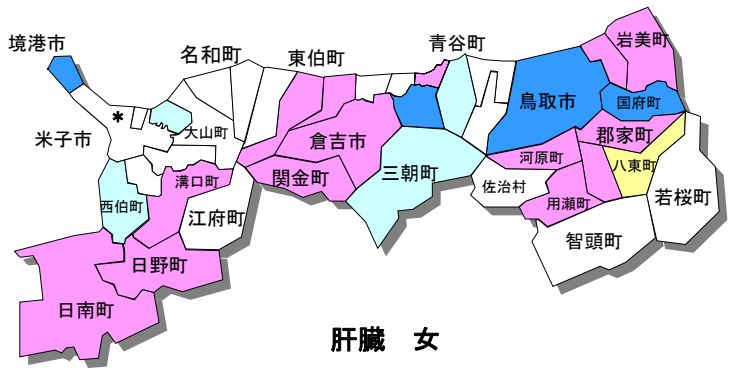 岩美町
境港市
名和町
東伯町
青谷町
鳥取市
国府町
*
米子市
大山町
倉吉市
郡家町
河原町
八東町
三朝町
関金町
溝口町
佐治村
若桜町
西伯町
江府町
用瀬町
智頭町
日野町
日南町
肝臓 女